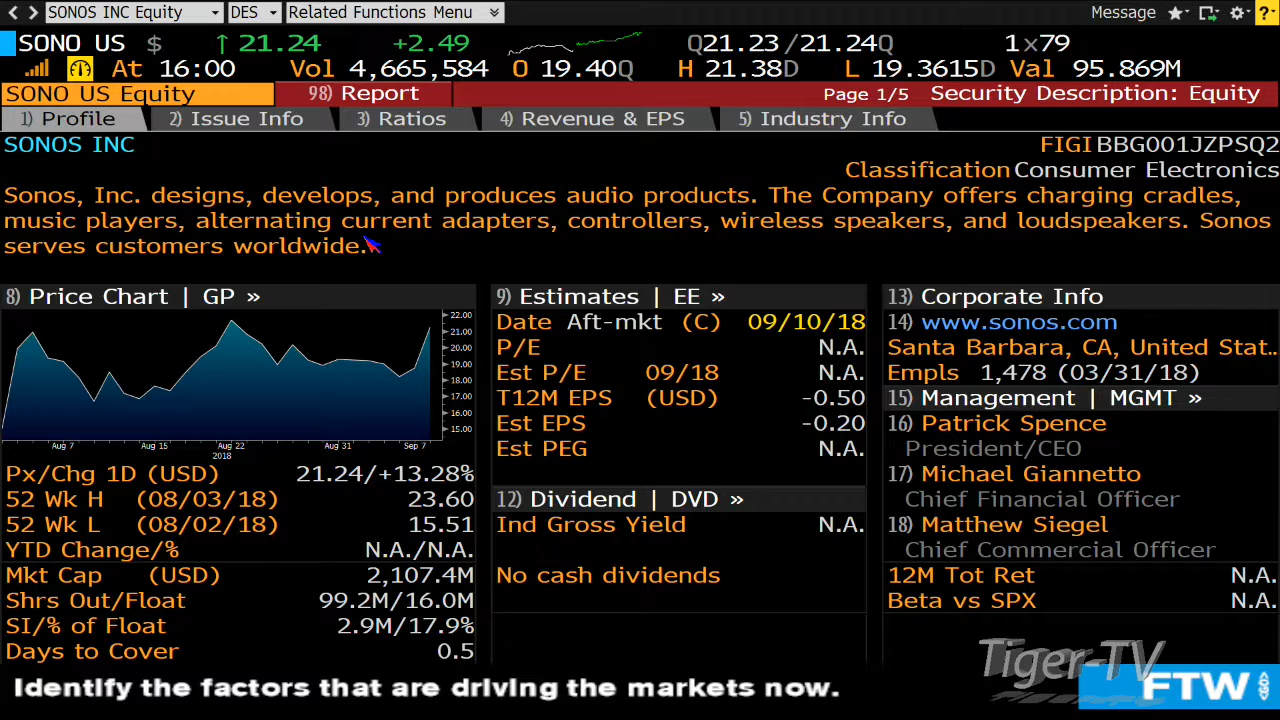 SONOS INC Equity DES Related Functions Menu Message
SONO US $ ↑ 21.24 +2.49 Q21.23 /21.24Q 1×79
At 16:00 Vol 4,665,584 O 19.40Q H 21.38D L 19.3615D Val 95.869M
SONO US Equity 98) Report Page 1/5 Security Description: Equity
1) Profile 2) Issue Info 3) Ratios 4) Revenue & EPS 5) Industry Info
SONOS INC FIGI BBG001JZPSQ2
Classification Consumer Electronics
Sonos, Inc. designs, develops, and produces audio products. The Company offers charging cradles,
music players, alternating current adapters, controllers, wireless speakers, and loudspeakers. Sonos
serves customers worldwide.
8) Price Chart | GP »
22.00
21.00
20.00
19.00
18.00
17.00
16.00
15.00
Aug 7 Aug 15 Aug 22 Aug 31 Sep 7
2018
Px/Chg 1D (USD) 21.24/+13.28%
52 Wk H (08/03/18) 23.60
52 Wk L (08/02/18) 15.51
YTD Change/% N.A./N.A.
Mkt Cap (USD) 2,107.4M
Shrs Out/Float 99.2M/16.0M
SI/% of Float 2.9M/17.9%
Days to Cover 0.5
9) Estimates | EE »
Date Aft-mkt (C) 09/10/18
P/E N.A.
Est P/E 09/18 N.A.
T12M EPS (USD) -0.50
Est EPS -0.20
Est PEG N.A.
12) Dividend | DVD »
Ind Gross Yield N.A.
No cash dividends
13) Corporate Info
14) www.sonos.com
Santa Barbara, CA, United Stat..
Empls 1,478 (03/31/18)
15) Management | MGMT »
16) Patrick Spence
President/CEO
17) Michael Giannetto
Chief Financial Officer
18) Matthew Siegel
Chief Commercial Officer
12M Tot Ret N.A.
Beta vs SPX N.A.
Tiger-TV
Identify the factors that are driving the markets now.
FTW